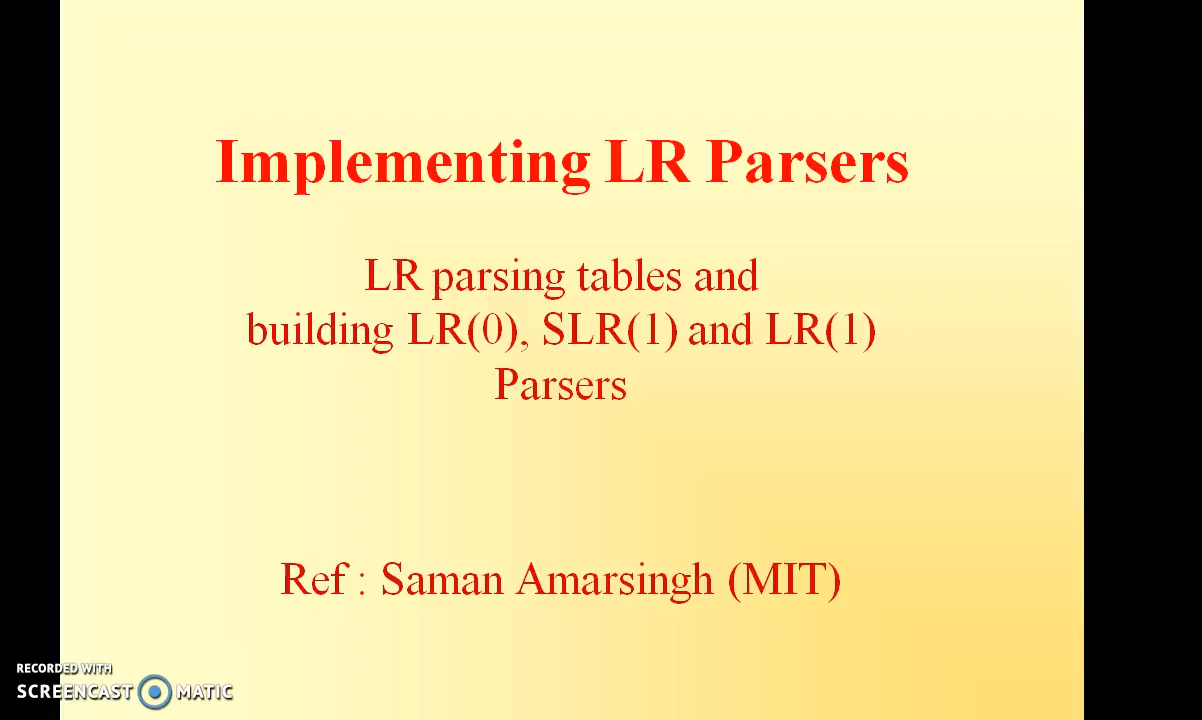 Implementing LR Parsers
LR parsing tables and
building LR(0), SLR(1) and LR(1)
Parsers
Ref : Saman Amarsingh (MIT)
RECORDED WITH
SCREENCAST MATIC